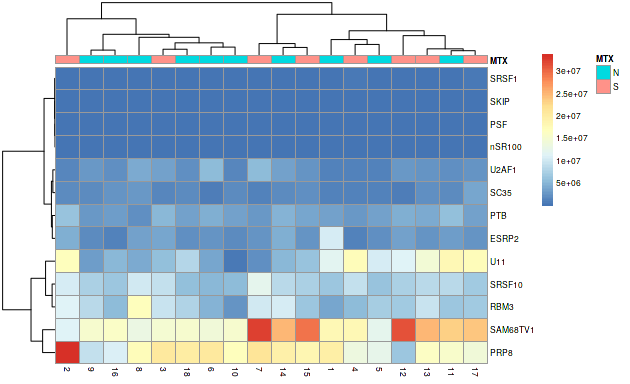 MTX
SRSF1
SKIP
PSF
nSR100
U2AF1
SC35
PTB
ESRP2
U11
SRSF10
RBM3
SAM68TV1
PRP8
2 9 16 8 3 18 6 10 7 14 15 1 4 5 12 13 11 17
3e+07
2.5e+07
2e+07
1.5e+07
1e+07
5e+06
MTX
N
S